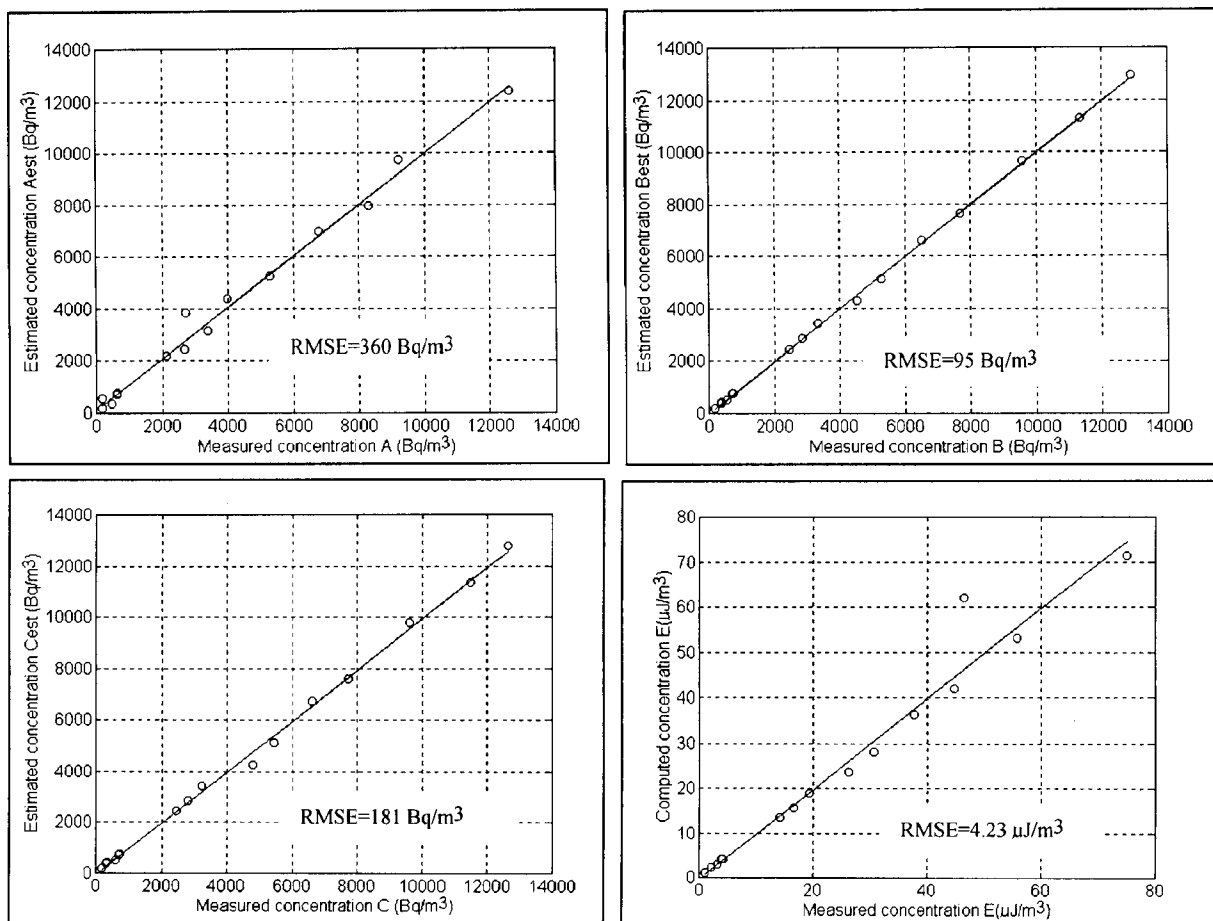 14000
12000
10000
8000
6000
4000
2000
0
Estimated concentration Aest (Bq/m3)
RMSE=360 Bq/m3
0 2000 4000 6000 8000 10000 12000 14000
Measured concentration A (Bq/m3)
14000
12000
10000
8000
6000
4000
2000
0
Estimated concentration Best (Bq/m3)
RMSE=95 Bq/m3
0 2000 4000 6000 8000 10000 12000 14000
Measured concentration B (Bq/m3)
14000
12000
10000
8000
6000
4000
2000
0
Estimated concentration Cest (Bq/m3)
RMSE=181 Bq/m3
0 2000 4000 6000 8000 10000 12000 14000
Measured concentration C (Bq/m3)
80
70
60
50
40
30
20
10
0
Computed concentration E(µJ/m3)
RMSE=4.23 µJ/m3
20 40 60 80
Measured concentration E(µJ/m3)